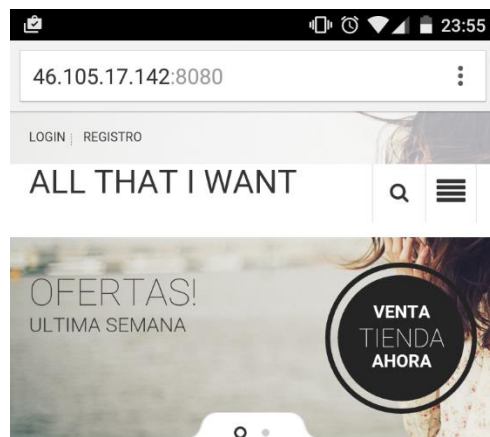 23:55
46.105.17.142:8080
LOGIN REGISTRO
ALL THAT I WANT
OFERTAS!
ULTIMA SEMANA
VENTA
TIENDA
AHORA